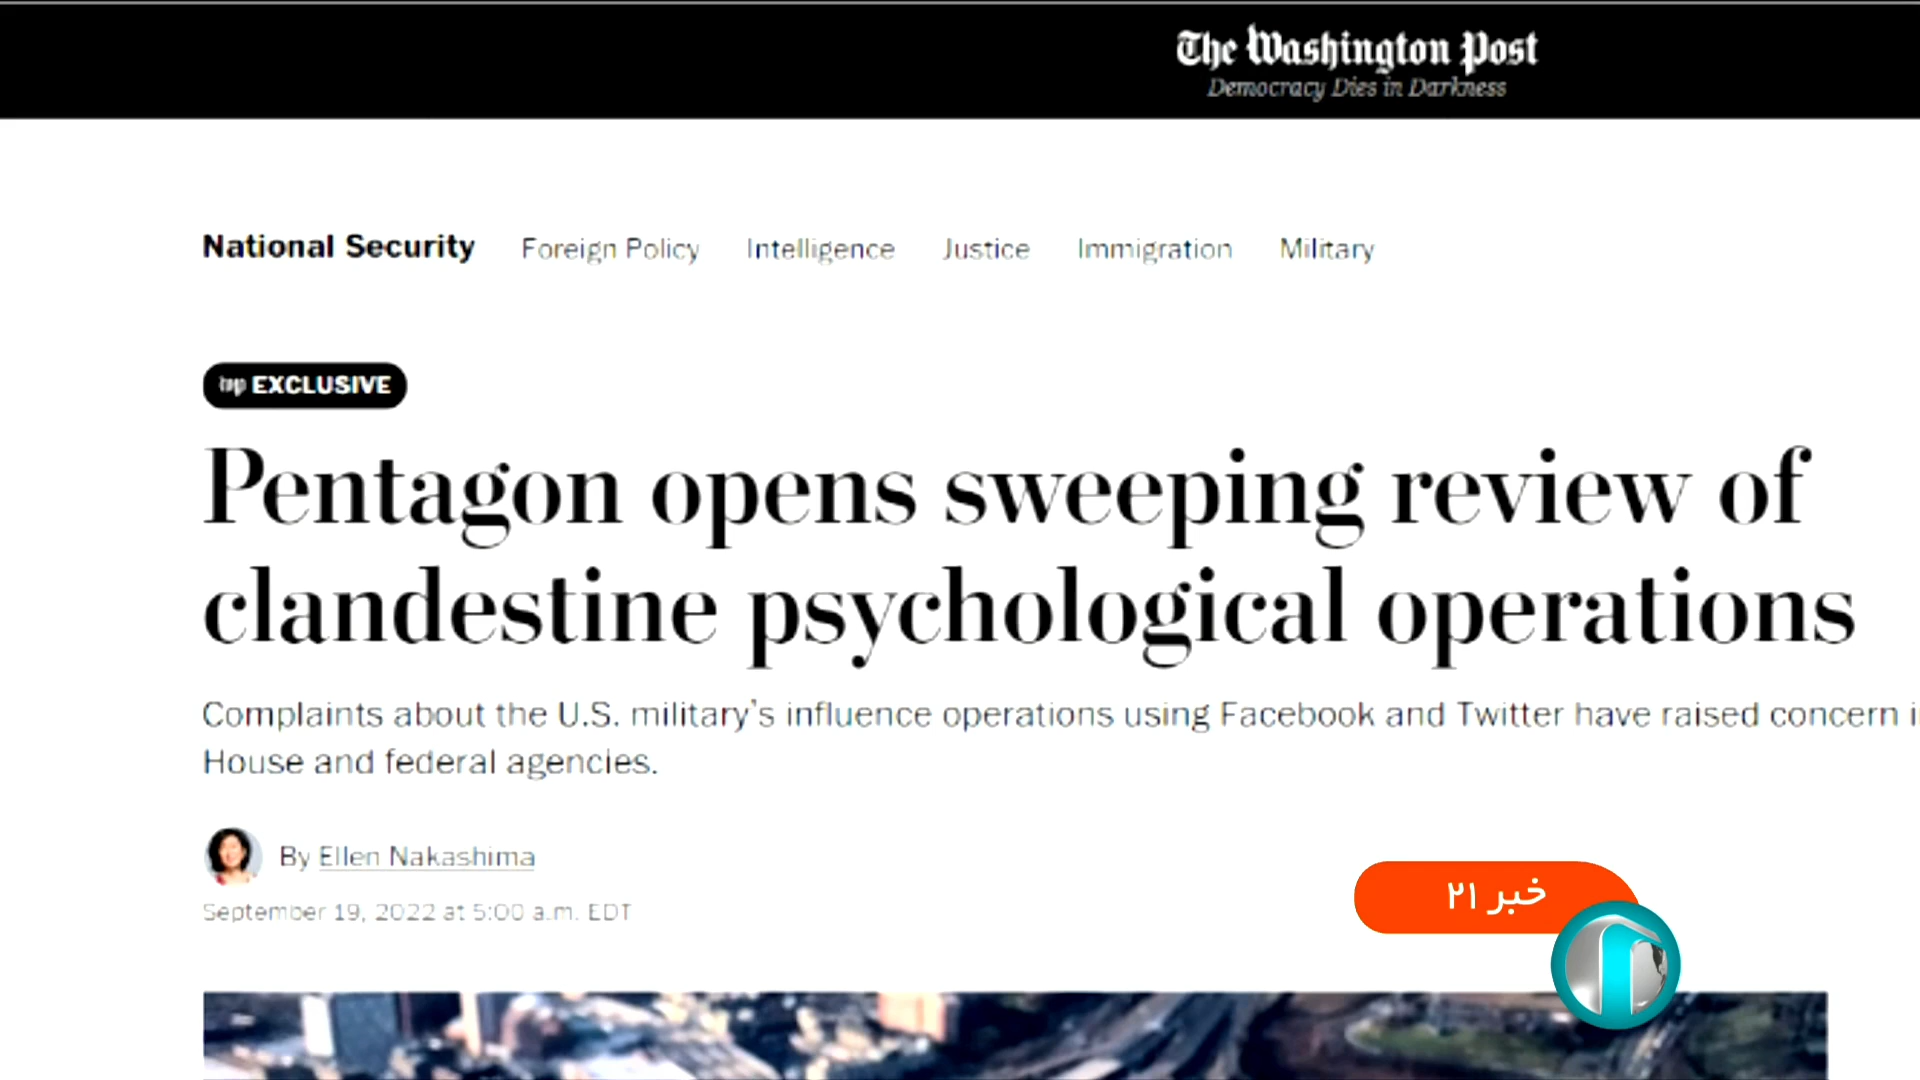 The Washington Post
Democracy Dies in Darkness
National Security Foreign Policy Intelligence Justice Immigration Military
wp EXCLUSIVE
Pentagon opens sweeping review of
clandestine psychological operations
Complaints about the U.S. military's influence operations using Facebook and Twitter have raised concern
House and federal agencies.
By Ellen Nakashima
September 19, 2022 at 5:00 a.m. EDT
خبر ۲۱